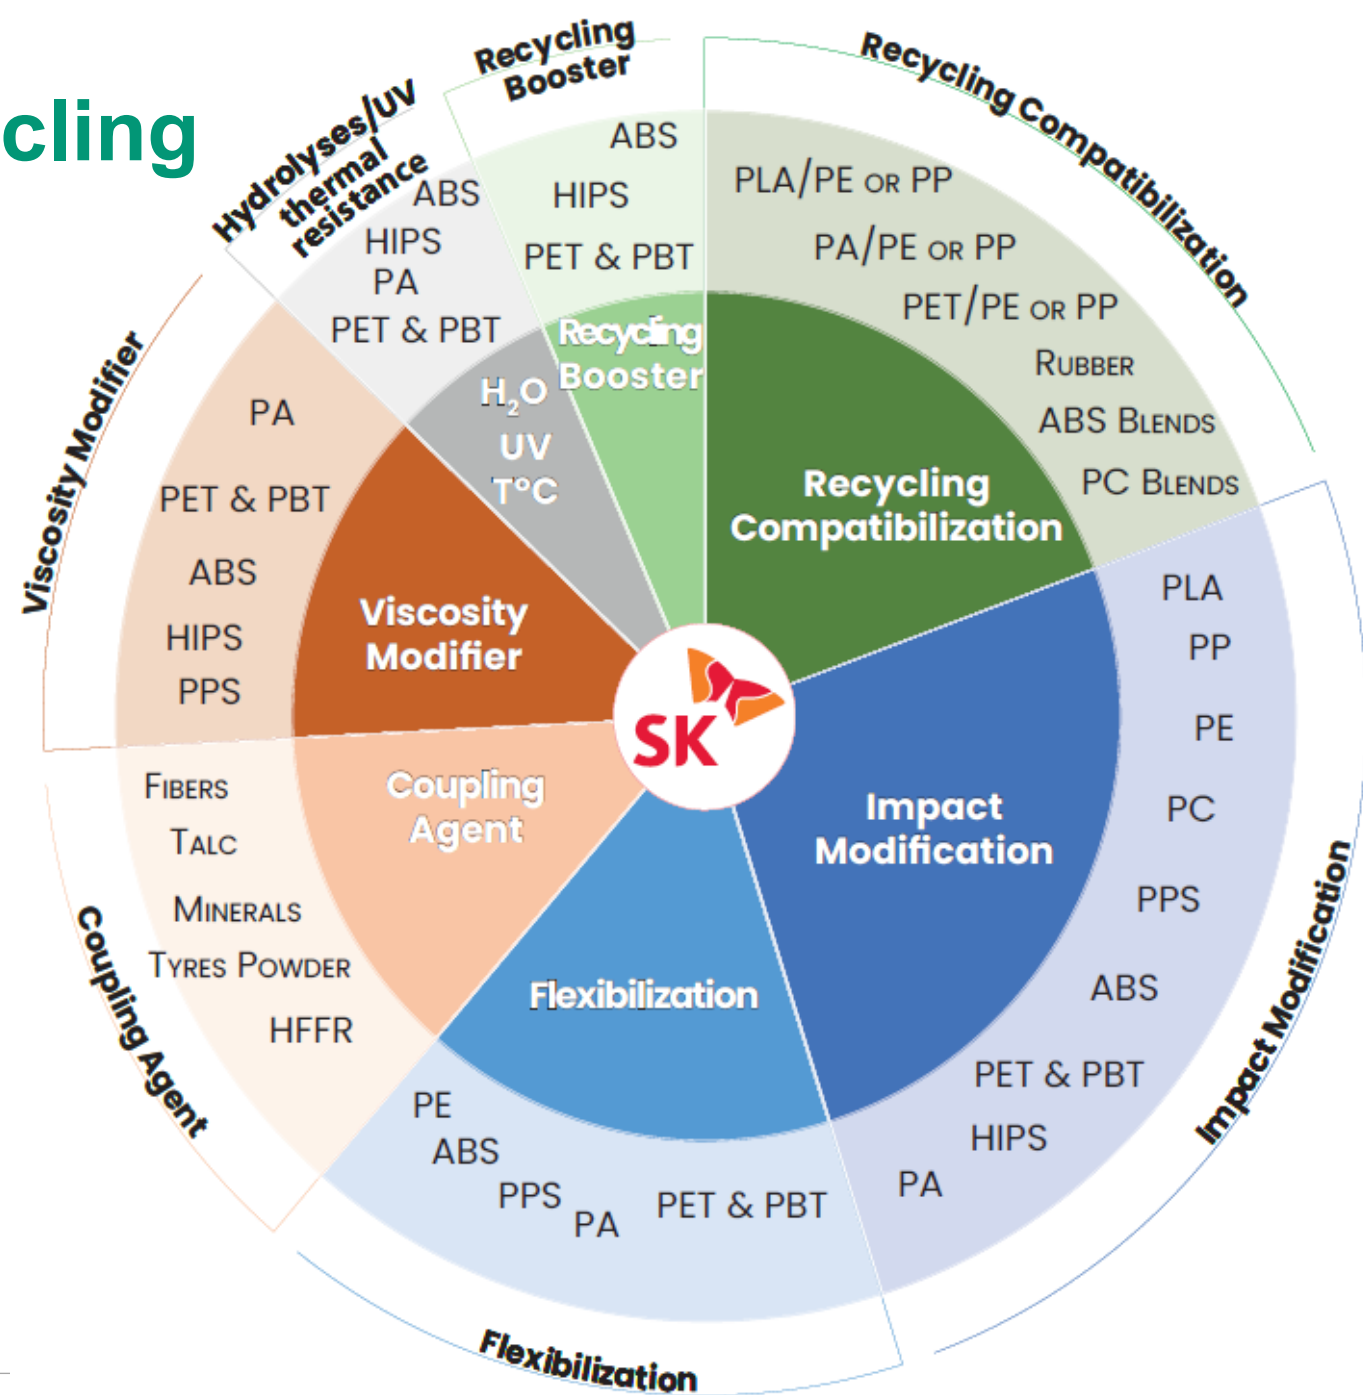 cling
Recycling
Booster
Recycling Compatibilization
Hydrolyses/UV
thermal
resistance
Viscosity Modifier
Coupling Agent
Flexibilization
Impact Modification
ABS
HIPS
PET & PBT
Recycling
Booster
PLA/PE OR PP
PA/PE OR PP
PET/PE OR PP
RUBBER
ABS BLENDS
PC BLENDS
Recycling
Compatibilization
PLA
PP
PE
PC
PPS
ABS
PET & PBT
HIPS
PA
Impact
Modification
Flexibilization
PE
ABS
PPS
PA
PET & PBT
Coupling
Agent
FIBERS
TALC
MINERALS
TYRES POWDER
HFFR
Viscosity
Modifier
PA
PET & PBT
ABS
HIPS
PPS
ABS
HIPS
PA
PET & PBT
H₂O
UV
T°C
SK